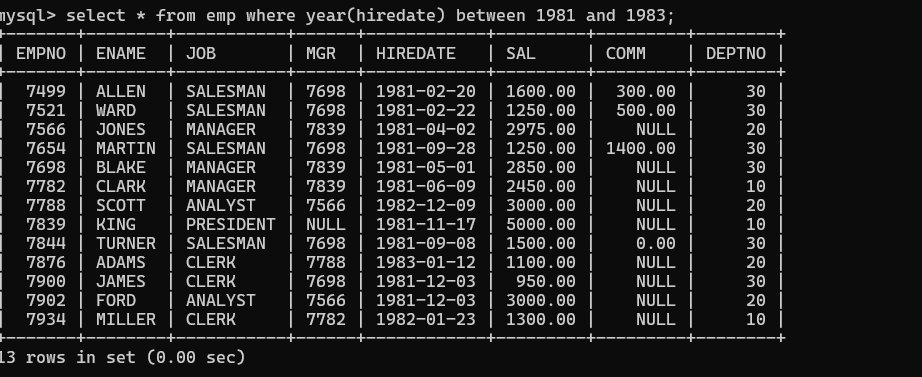 mysql> select * from emp where year(hiredate) between 1981 and 1983;
+-------+--------+-----------+------+------------+---------+---------+--------+
| EMPNO | ENAME  | JOB       | MGR  | HIREDATE   | SAL     | COMM    | DEPTNO |
+-------+--------+-----------+------+------------+---------+---------+--------+
|  7499 | ALLEN  | SALESMAN  | 7698 | 1981-02-20 | 1600.00 |  300.00 |     30 |
|  7521 | WARD   | SALESMAN  | 7698 | 1981-02-22 | 1250.00 |  500.00 |     30 |
|  7566 | JONES  | MANAGER   | 7839 | 1981-04-02 | 2975.00 |    NULL |     20 |
|  7654 | MARTIN | SALESMAN  | 7698 | 1981-09-28 | 1250.00 | 1400.00 |     30 |
|  7698 | BLAKE  | MANAGER   | 7839 | 1981-05-01 | 2850.00 |    NULL |     30 |
|  7782 | CLARK  | MANAGER   | 7839 | 1981-06-09 | 2450.00 |    NULL |     10 |
|  7788 | SCOTT  | ANALYST   | 7566 | 1982-12-09 | 3000.00 |    NULL |     20 |
|  7839 | KING   | PRESIDENT | NULL | 1981-11-17 | 5000.00 |    NULL |     10 |
|  7844 | TURNER | SALESMAN  | 7698 | 1981-09-08 | 1500.00 |    0.00 |     30 |
|  7876 | ADAMS  | CLERK     | 7788 | 1983-01-12 | 1100.00 |    NULL |     20 |
|  7900 | JAMES  | CLERK     | 7698 | 1981-12-03 |  950.00 |    NULL |     30 |
|  7902 | FORD   | ANALYST   | 7566 | 1981-12-03 | 3000.00 |    NULL |     20 |
|  7934 | MILLER | CLERK     | 7782 | 1982-01-23 | 1300.00 |    NULL |     10 |
+-------+--------+-----------+------+------------+---------+---------+--------+
13 rows in set (0.00 sec)